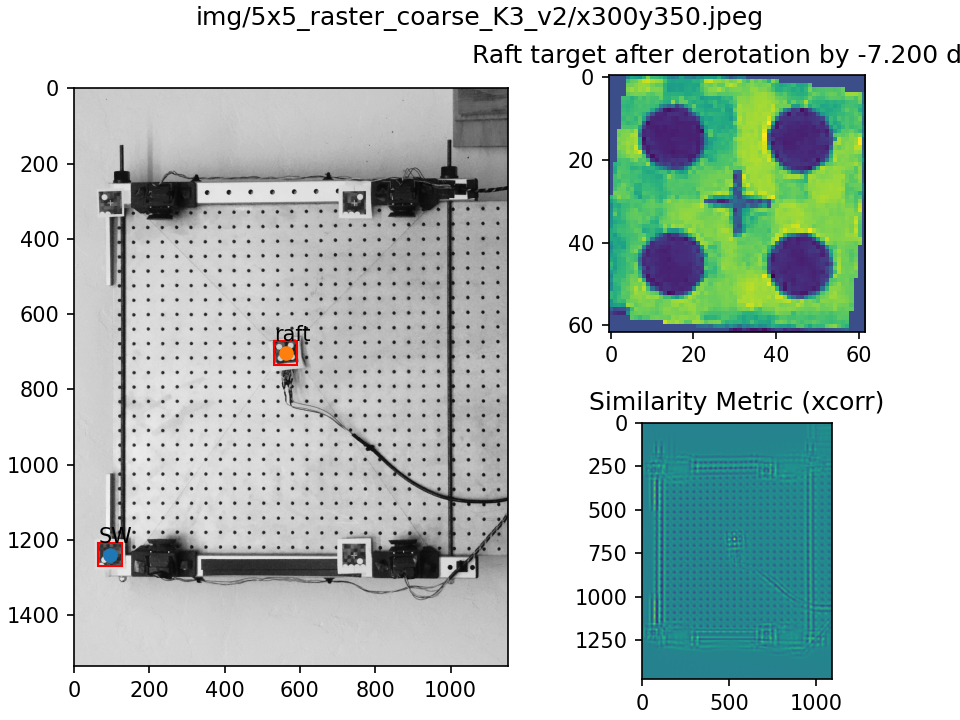 img/5x5_raster_coarse_K3_v2/x300y350.jpeg
Raft target after derotation by -7.200 d
0
200
400
600
800
1000
1200
1400
0 200 400 600 800 1000
raft
SW
0
20
40
60
0 20 40 60
Similarity Metric (xcorr)
0
250
500
750
1000
1250
0 500 1000